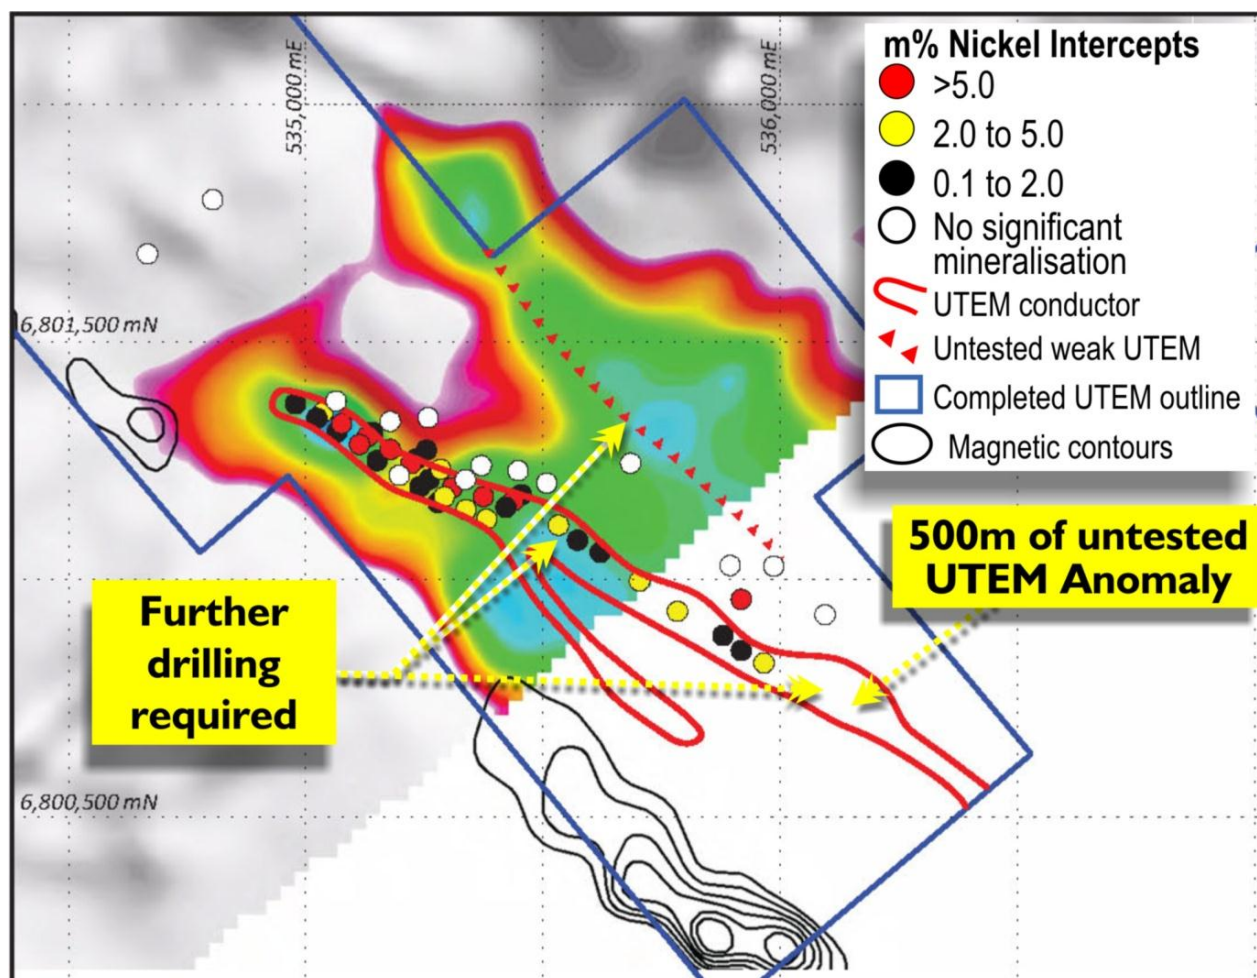 535,000 mE
536,000 mE
m% Nickel Intercepts
>5.0
2.0 to 5.0
0.1 to 2.0
No significant
mineralisation
UTEM conductor
Untested weak UTEM
Completed UTEM outline
Magnetic contours
6,801,500 mN
500m of untested
UTEM Anomaly
Further
drilling
required
6,800,500 mN